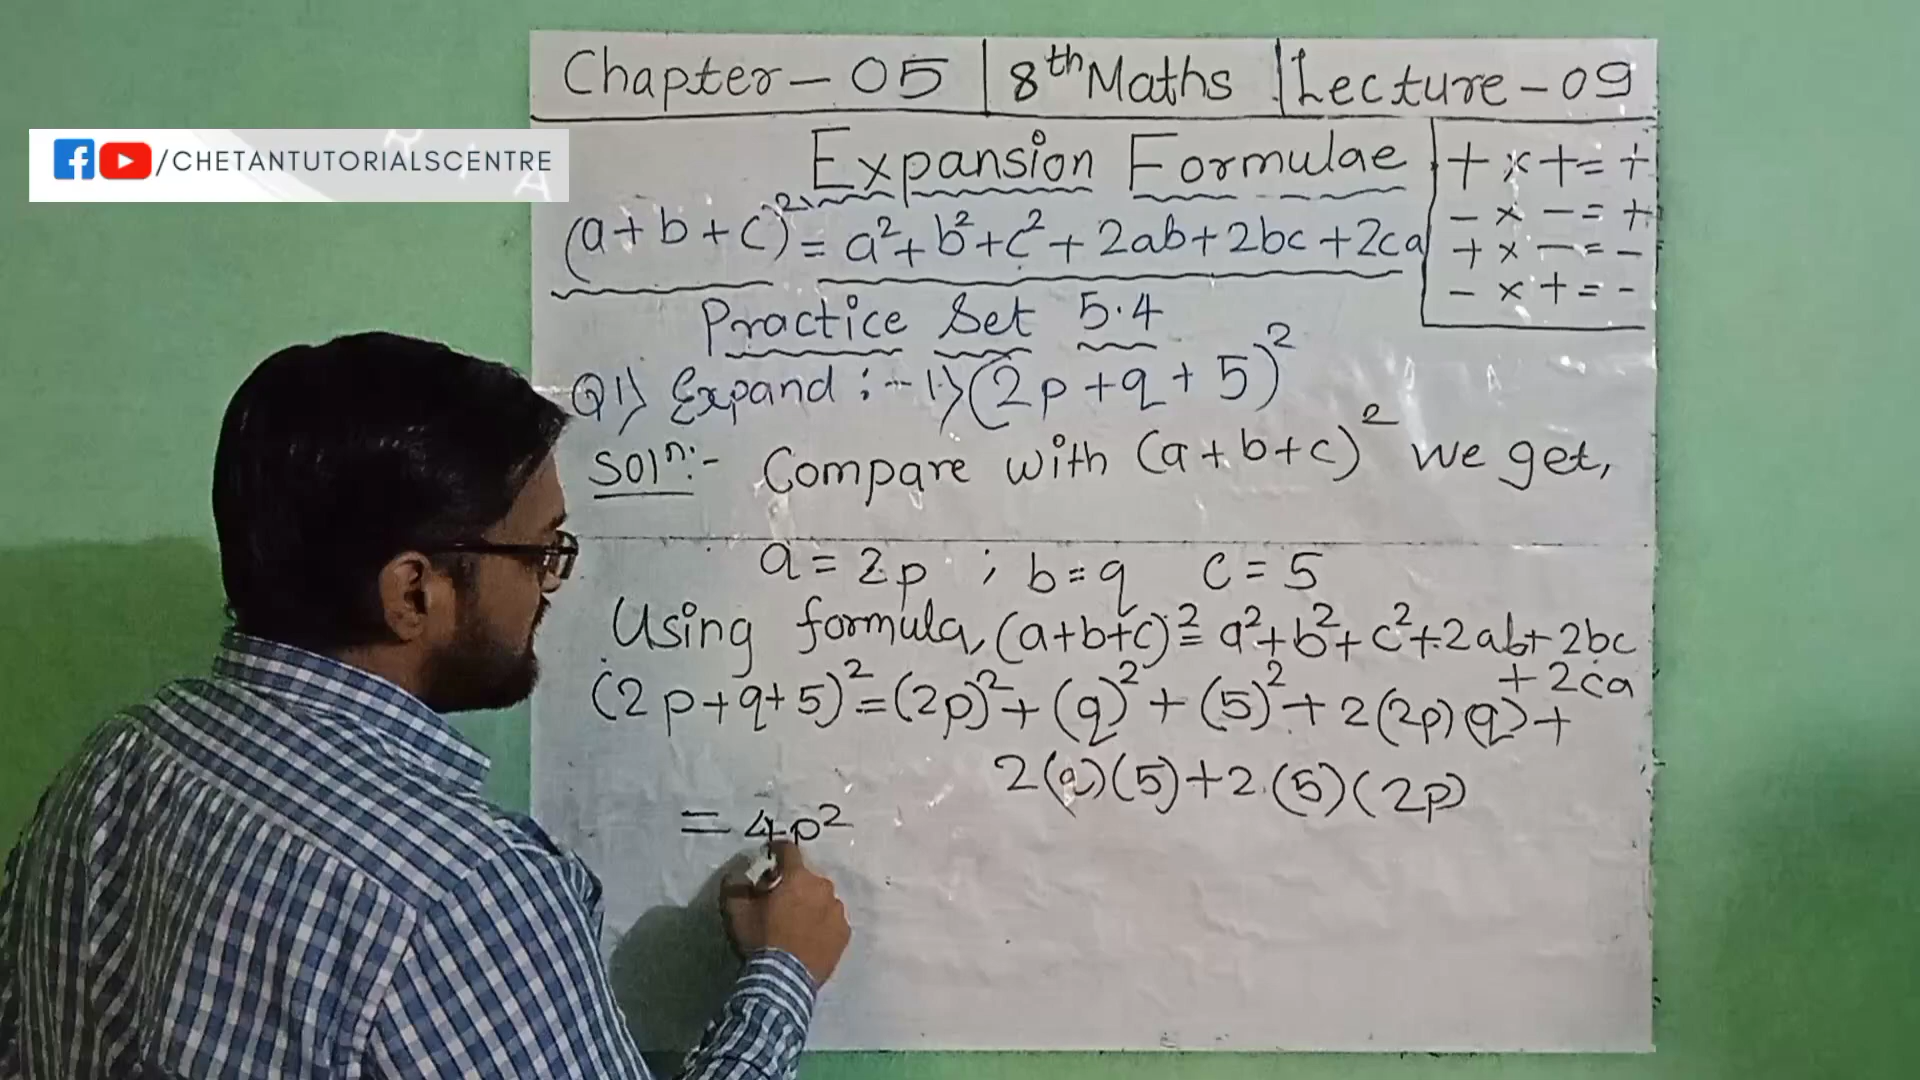 Chapter - 05 | 8th Maths | Lecture - 09
/CHETANTUTORIALSCENTRE
Expansion Formulae
+ × + = +
- × - = +
+ × - = -
- × + = -
(a+b+c)² = a²+b²+c²+2ab+2bc+2ca
Practice Set 5.4
Q1) Expand :- 1) (2p+q+5)²
Solⁿ:- Compare with (a+b+c)² we get,
a = 2p ; b = q c = 5
Using formula, (a+b+c)² = a²+b²+c²+2ab+2bc
+ 2ca
(2p+q+5)² = (2p)² + (q)² + (5)² + 2(2p)(q) +
2(q)(5)+2.(5)(2p)
= 4p²